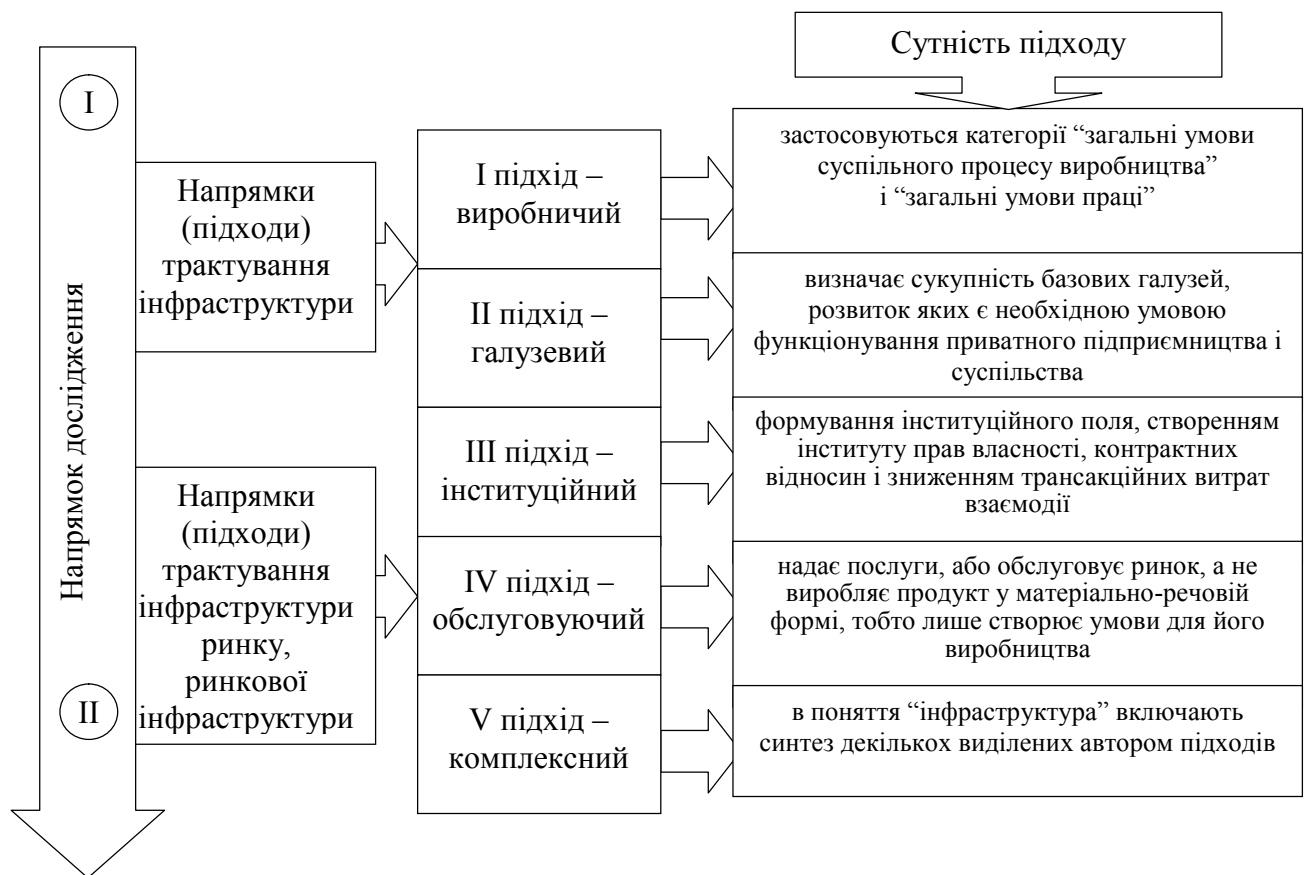 Сутність підходу
I
Напрямок дослідження
II
Напрямки
(підходи)
трактування
інфраструктури
Напрямки
(підходи)
трактування
інфраструктури
ринку,
ринкової
інфраструктури
I підхід –
виробничий
застосовуються категорії “загальні умови
суспільного процесу виробництва”
і “загальні умови праці”
II підхід –
галузевий
визначає сукупність базових галузей,
розвиток яких є необхідною умовою
функціонування приватного підприємництва і
суспільства
III підхід –
інституційний
формування інституційного поля, створенням
інституту прав власності, контрактних
відносин і зниженням трансакційних витрат
взаємодії
IV підхід –
обслуговуючий
надає послуги, або обслуговує ринок, а не
виробляє продукт у матеріально-речовій
формі, тобто лише створює умови для його
виробництва
V підхід –
комплексний
в поняття “інфраструктура” включають
синтез декількох виділених автором підходів